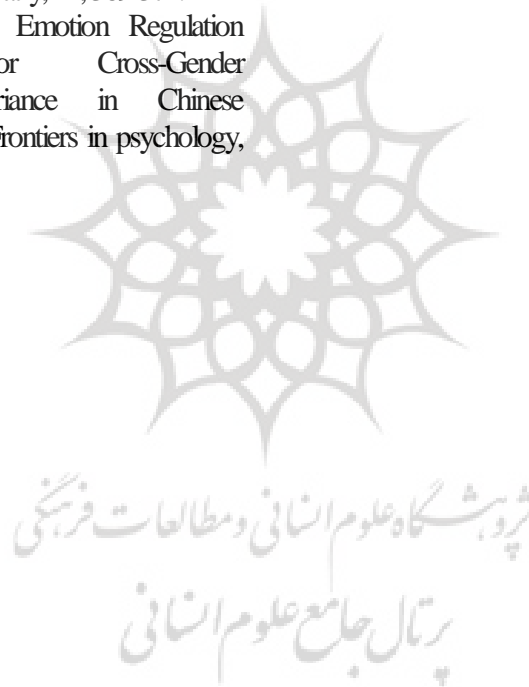 Emotion Regulation
or Cross-Gender
riance in Chinese
Frontiers in psychology,
پژوهشگاه علوم انسانی و مطالعات فرهنگی
پرتال جامع علوم انسانی